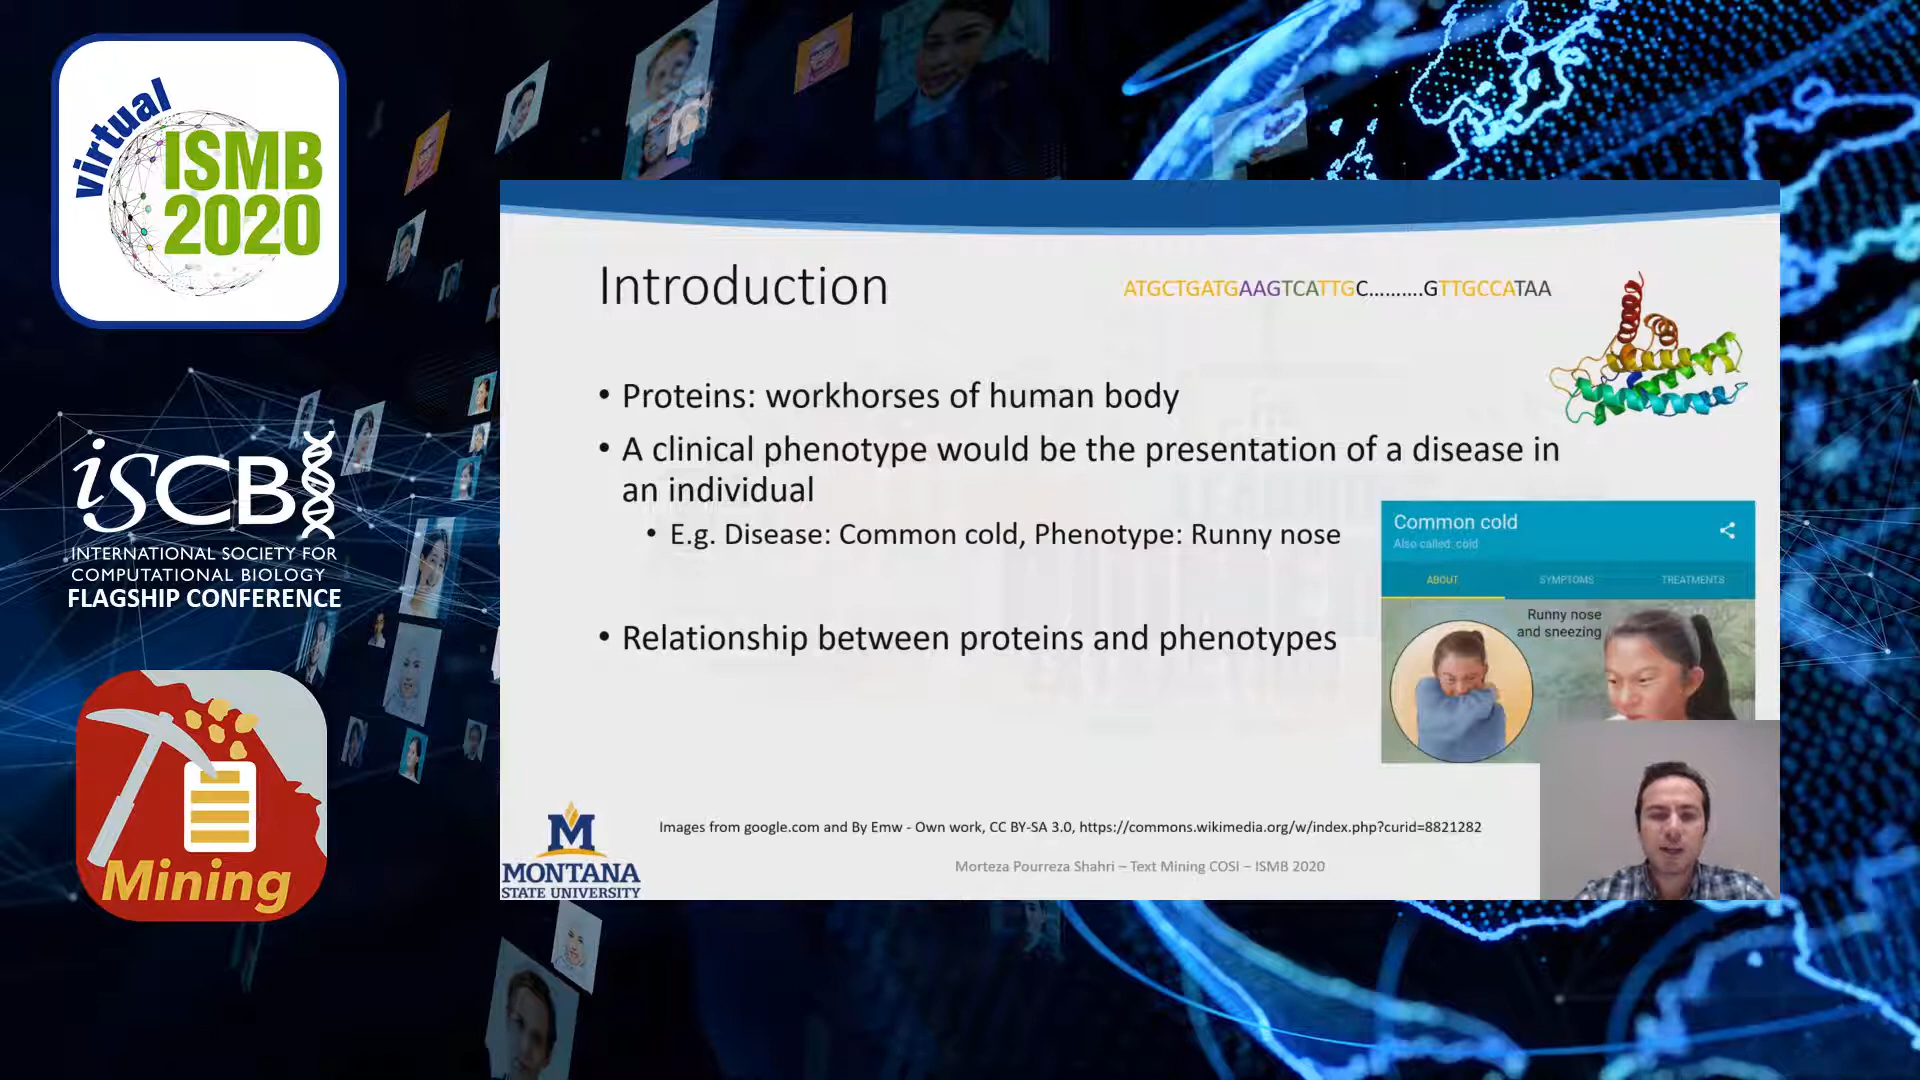 virtual
ISMB
2020
iSCB
INTERNATIONAL SOCIETY FOR
COMPUTATIONAL BIOLOGY
FLAGSHIP CONFERENCE
Mining
Introduction
ATGCTGATGAAGTCATTGC..........GTTGCCATAA
• Proteins: workhorses of human body
• A clinical phenotype would be the presentation of a disease in
an individual
• E.g. Disease: Common cold, Phenotype: Runny nose
• Relationship between proteins and phenotypes
Common cold
Also called: cold
ABOUT SYMPTOMS TREATMENTS
Runny nose
and sneezing
Images from google.com and By Emw - Own work, CC BY-SA 3.0, https://commons.wikimedia.org/w/index.php?curid=8821282
Morteza Pourreza Shahri – Text Mining COSI – ISMB 2020
M
MONTANA
STATE UNIVERSITY